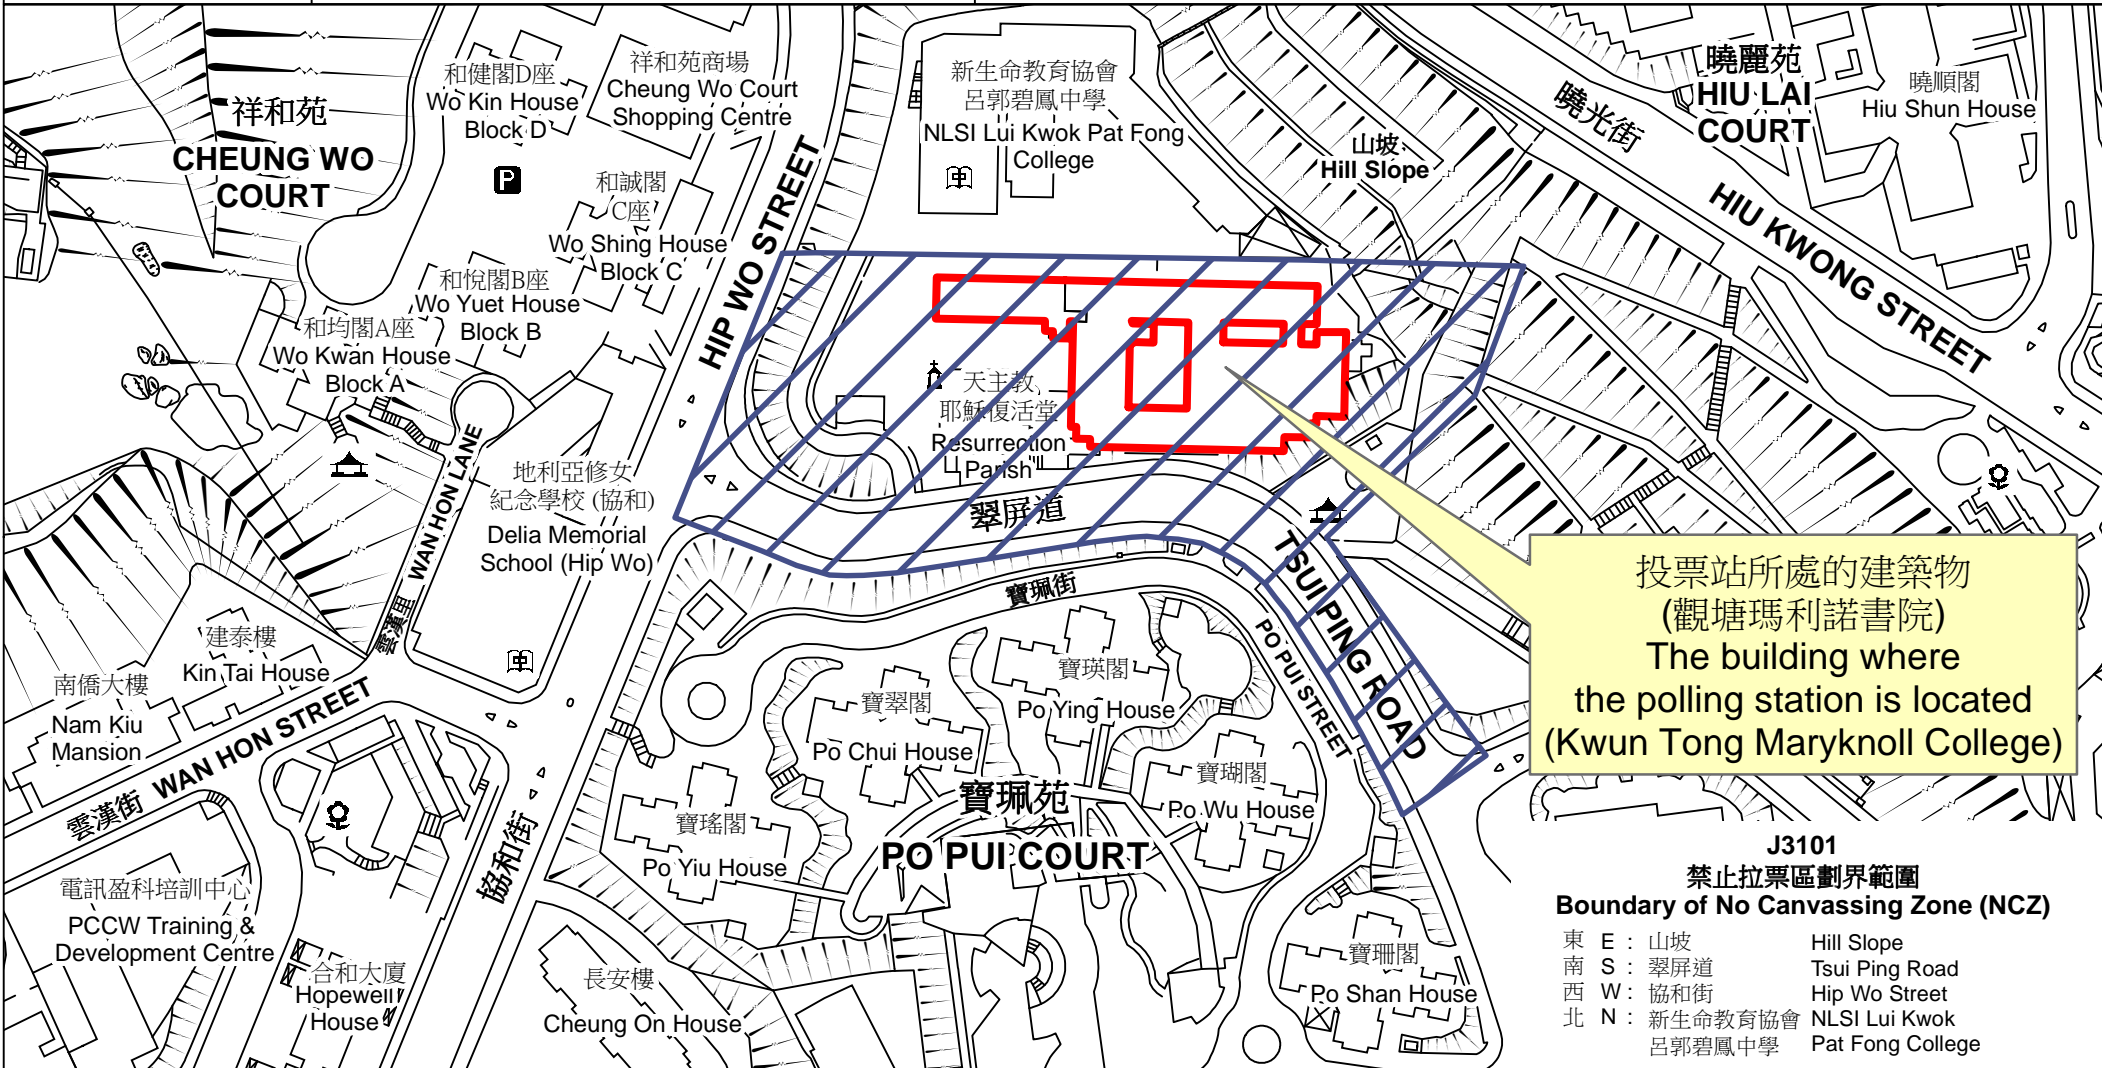 祥和苑
CHEUNG WO
COURT
和健閣D座
Wo Kin House
Block D
祥和苑商場
Cheung Wo Court
Shopping Centre
P
和誠閣
C座
Wo Shing House
Block C
和悅閣B座
Wo Yuet House
Block B
和均閣A座
Wo Kwan House
Block A
HIP WO STREET
新生命教育協會
呂郭碧鳳中學
NLSI Lui Kwok Pat Fong
College
山坡
Hill Slope
曉光街
HIU KWONG STREET
曉麗苑
HIU LAI
COURT
曉順閣
Hiu Shun House
天主教
耶穌復活堂
Resurrection
Parish
翠屏道
TSUI PING ROAD
地利亞修女
紀念學校 (協和)
Delia Memorial
School (Hip Wo)
雲漢里 WAN HON LANE
建泰樓
Kin Tai House
南僑大樓
Nam Kiu
Mansion
雲漢街 WAN HON STREET
電訊盈科培訓中心
PCCW Training &
Development Centre
合和大廈
Hopewell
House
協和街
寶珮街
PO PUI STREET
寶瑛閣
Po Ying House
寶翠閣
Po Chui House
寶瑚閣
Po Wu House
寶瑤閣
Po Yiu House
寶珮苑
PO PUI COURT
寶珊閣
Po Shan House
長安樓
Cheung On House
投票站所處的建築物
(觀塘瑪利諾書院)
The building where
the polling station is located
(Kwun Tong Maryknoll College)
J3101
禁止拉票區劃界範圍
Boundary of No Canvassing Zone (NCZ)
東 E : 山坡 Hill Slope
南 S : 翠屏道 Tsui Ping Road
西 W : 協和街 Hip Wo Street
北 N : 新生命教育協會 NLSI Lui Kwok
呂郭碧鳳中學 Pat Fong College